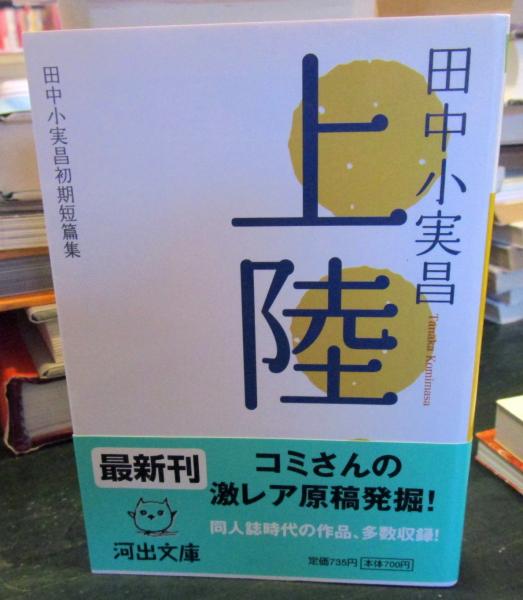 田中小実昌
Tanaka Komimasa
上陸
田中小実昌初期短篇集
最新刊
河出文庫
コミさんの
激レア原稿発掘!
同人誌時代の作品、多数収録!
定価735円 本体700円